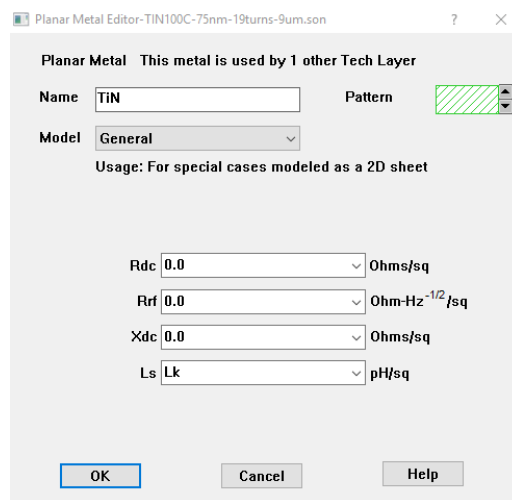 Planar Metal Editor-TIN100C-75nm-19turns-9um.son ? ×
Planar Metal This metal is used by 1 other Tech Layer
Name TiN Pattern
Model General
Usage: For special cases modeled as a 2D sheet
Rdc 0.0 Ohms/sq
Rrf 0.0 Ohm-Hz^-1/2/sq
Xdc 0.0 Ohms/sq
Ls Lk pH/sq
OK Cancel Help